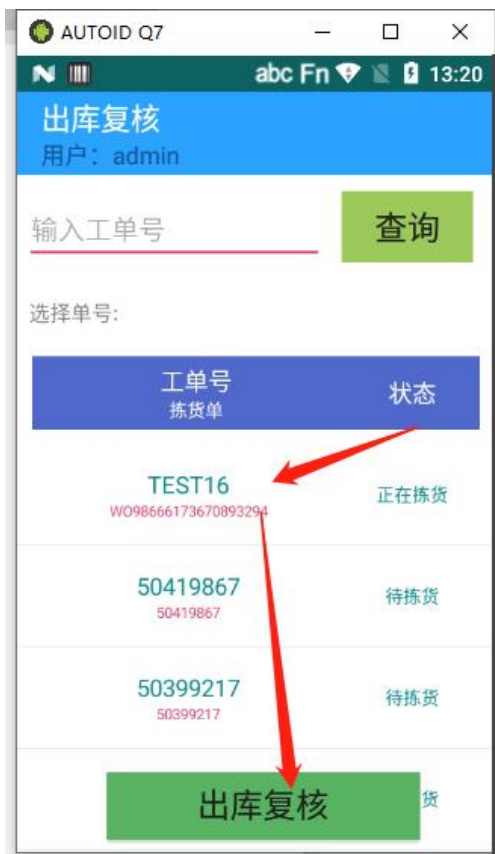 AUTOID Q7
abc Fn 13:20
出库复核
用户：admin
输入工单号
查询
选择单号:
工单号
状态
拣货单
TEST16
正在拣货
WO98666173670893294
50419867
待拣货
50419867
50399217
待拣货
50399217
出库复核
货